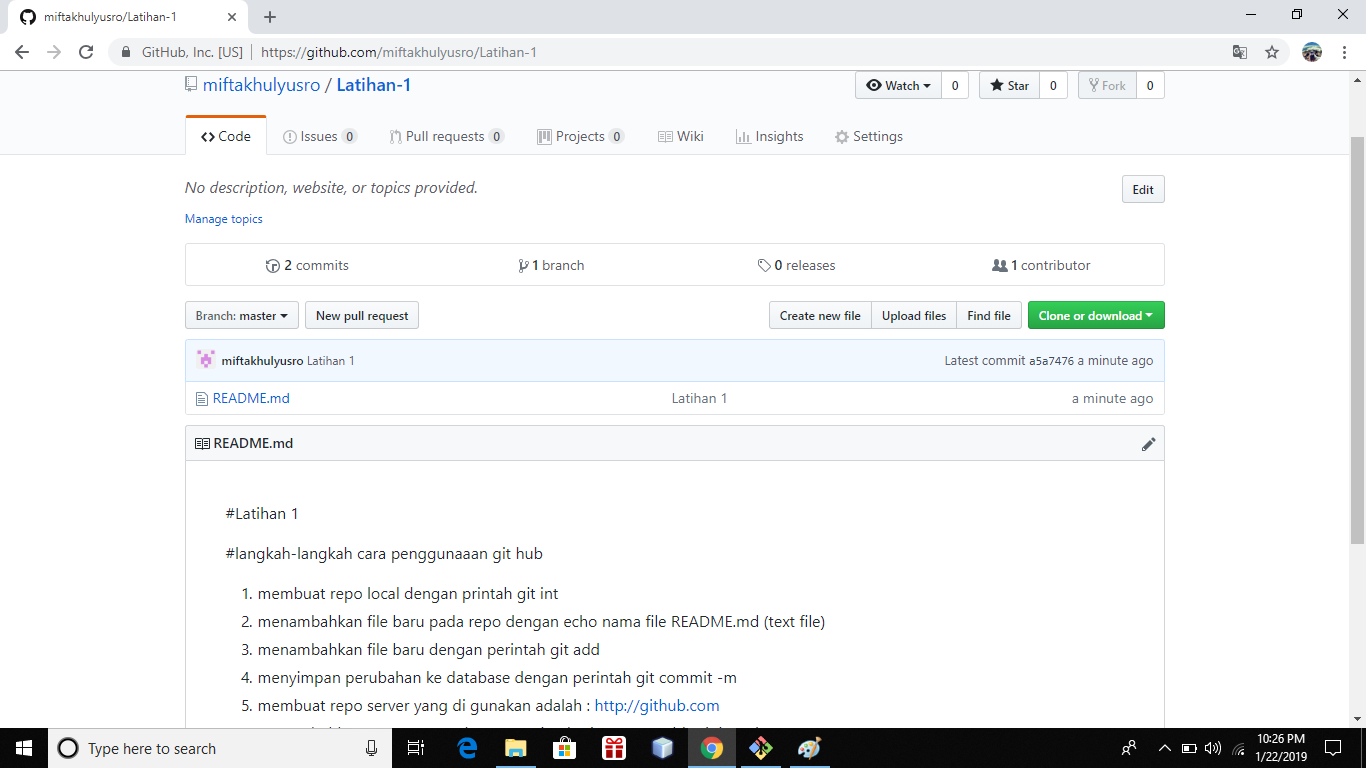 miftakhulyusro/Latihan-1
GitHub, Inc. [US] | https://github.com/miftakhulyusro/Latihan-1
miftakhulyusro / Latihan-1
Watch 0 Star 0 Fork 0
Code Issues 0 Pull requests 0 Projects 0 Wiki Insights Settings
No description, website, or topics provided.
Edit
Manage topics
2 commits 1 branch 0 releases 1 contributor
Branch: master New pull request Create new file Upload files Find file Clone or download
miftakhulyusro Latihan 1 Latest commit a5a7476 a minute ago
README.md Latihan 1 a minute ago
README.md
#Latihan 1
#langkah-langkah cara penggunaaan git hub
1. membuat repo local dengan printah git int
2. menambahkan file baru pada repo dengan echo nama file README.md (text file)
3. menambahkan file baru dengan perintah git add
4. menyimpan perubahan ke database dengan perintah git commit -m
5. membuat repo server yang di gunakan adalah : http://github.com
Type here to search
10:26 PM
1/22/2019